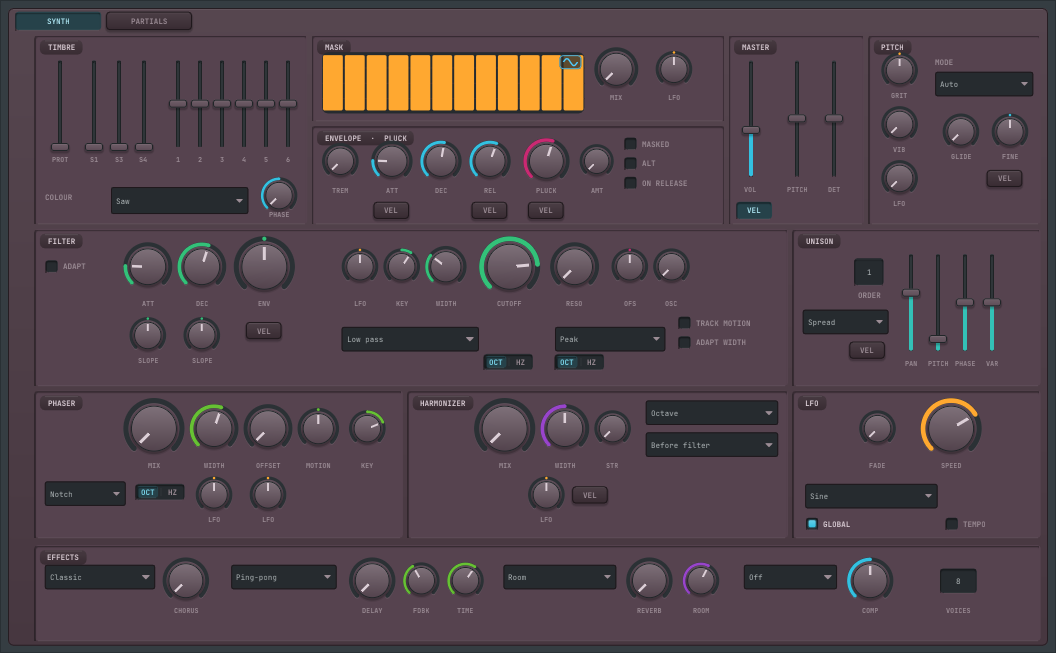 SYNTH PARTIALS
TIMBRE
PROT S1 S3 S4 1 2 3 4 5 6
COLOUR Saw PHASE
MASK
MIX LFO
ENVELOPE · PLUCK
TREM ATT DEC REL PLUCK AMT
MASKED
ALT
ON RELEASE
VEL VEL VEL
MASTER
VOL PITCH DET
VEL
PITCH
GRIT
MODE
Auto
VIB
LFO
GLIDE FINE
VEL
FILTER
ADAPT
ATT DEC ENV
SLOPE SLOPE
VEL
LFO KEY WIDTH CUTOFF RESO OFS OSC
Low pass
OCT HZ
Peak
OCT HZ
TRACK MOTION
ADAPT WIDTH
UNISON
1
ORDER
Spread
VEL
PAN PITCH PHASE VAR
PHASER
MIX WIDTH OFFSET MOTION KEY
Notch OCT HZ
LFO LFO
HARMONIZER
MIX WIDTH STR
Octave
Before filter
LFO
VEL
LFO
FADE SPEED
Sine
GLOBAL TEMPO
EFFECTS
Classic Ping-pong Room Off 8
CHORUS DELAY FDBK TIME REVERB ROOM COMP VOICES